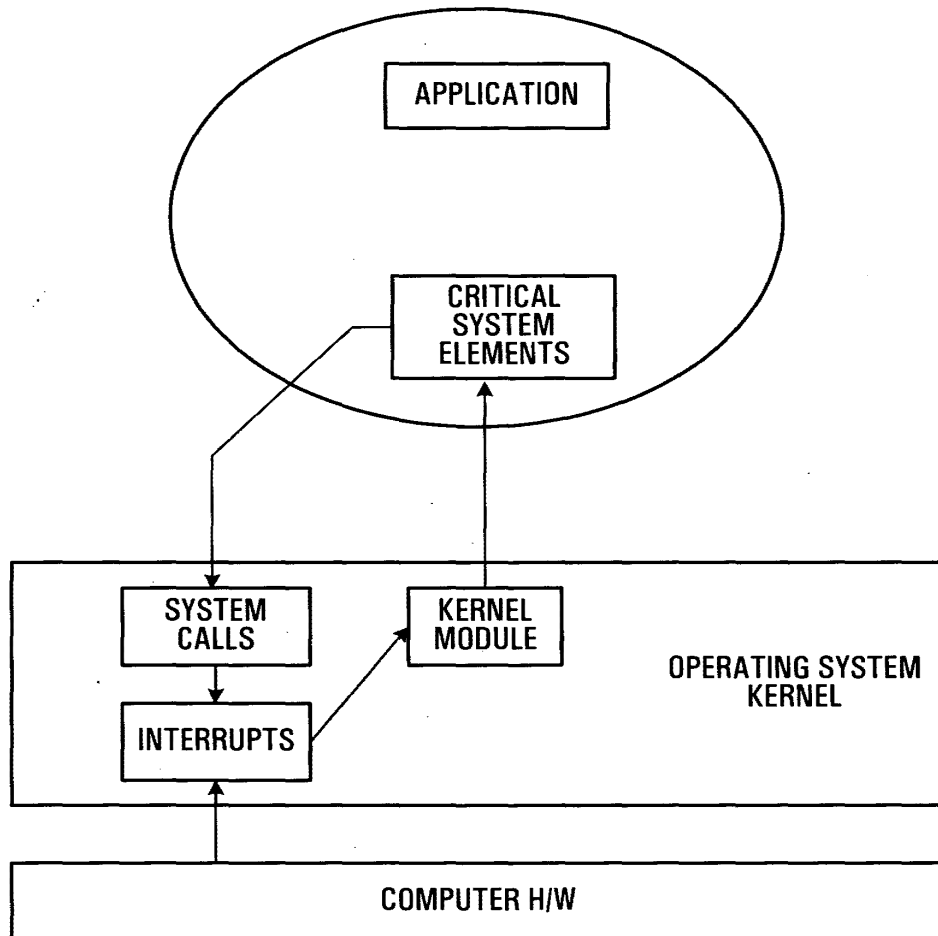 APPLICATION
CRITICAL
SYSTEM
ELEMENTS
SYSTEM
CALLS
KERNEL
MODULE
OPERATING SYSTEM
KERNEL
INTERRUPTS
COMPUTER H/W